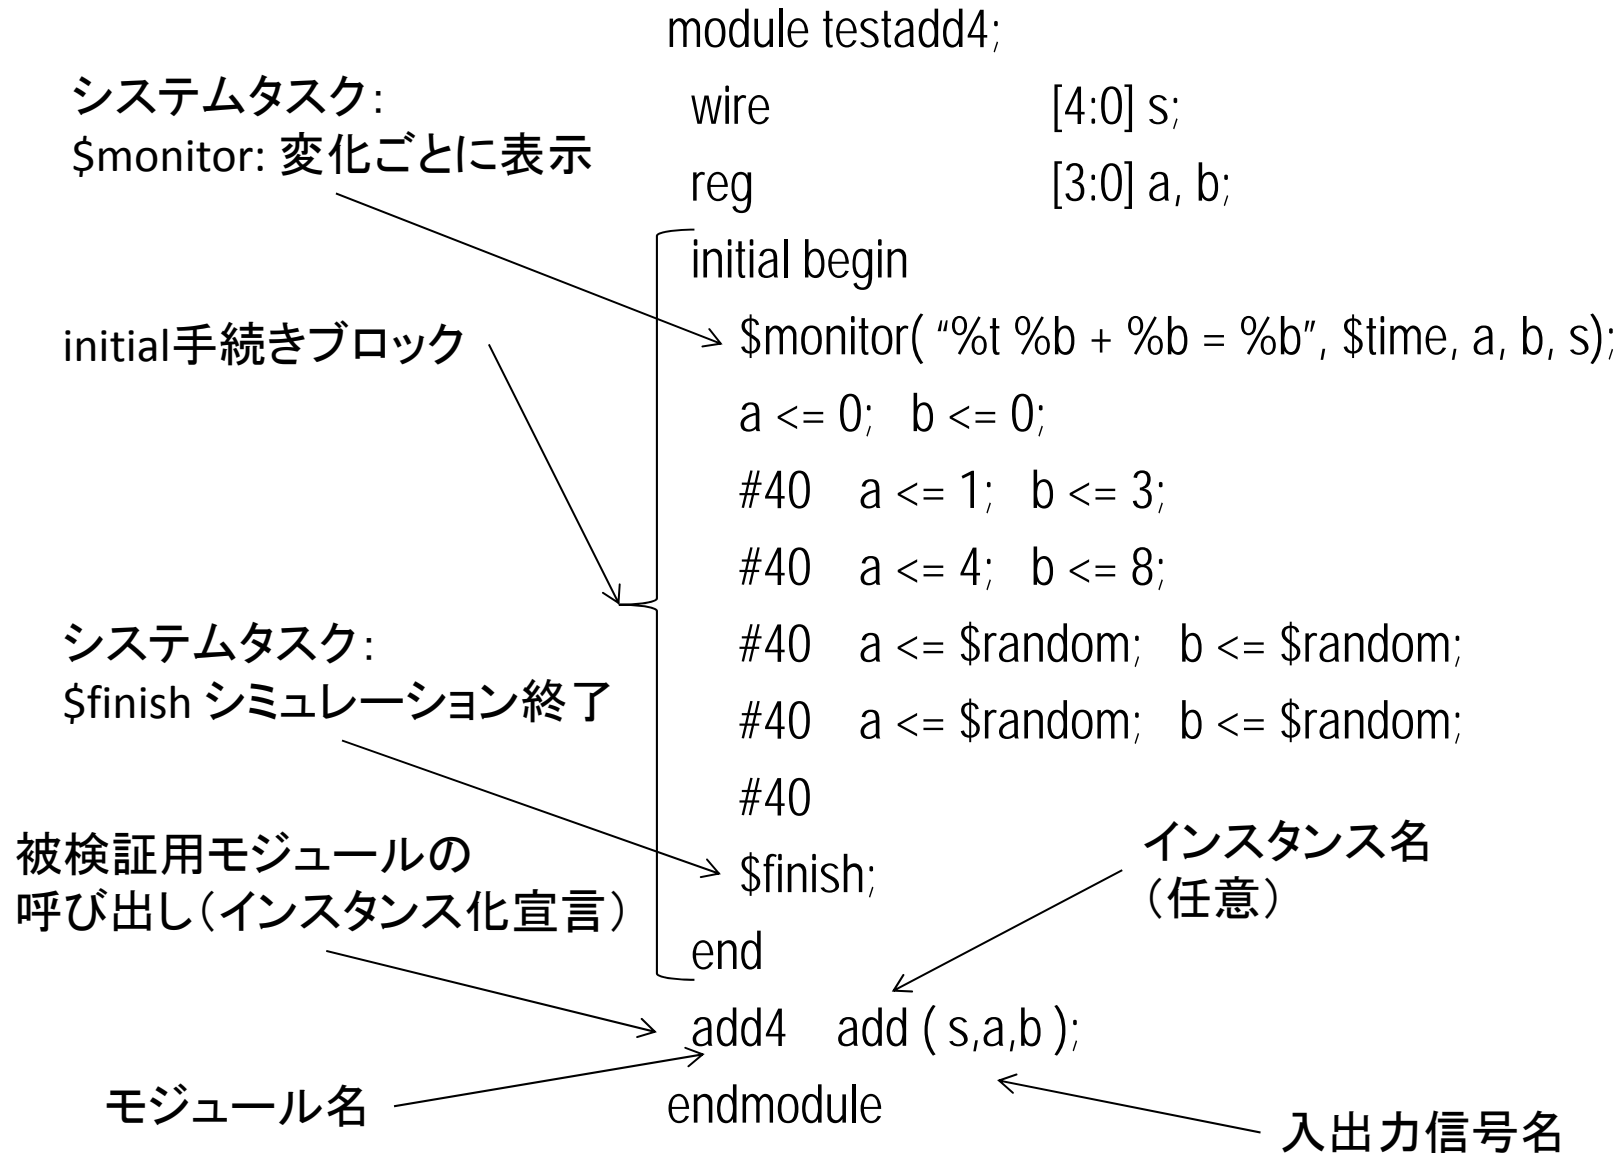 module testadd4;
システムタスク:
$monitor: 変化ごとに表示
wire [4:0] s;
reg [3:0] a, b;
initial begin
initial手続きブロック
$monitor( “%t %b + %b = %b”, $time, a, b, s);
a <= 0; b <= 0;
#40 a <= 1; b <= 3;
#40 a <= 4; b <= 8;
システムタスク:
$finish シミュレーション終了
#40 a <= $random; b <= $random;
#40 a <= $random; b <= $random;
#40
被検証用モジュールの
呼び出し(インスタンス化宣言)
$finish;
インスタンス名
(任意)
end
add4 add ( s,a,b );
モジュール名
endmodule
入出力信号名